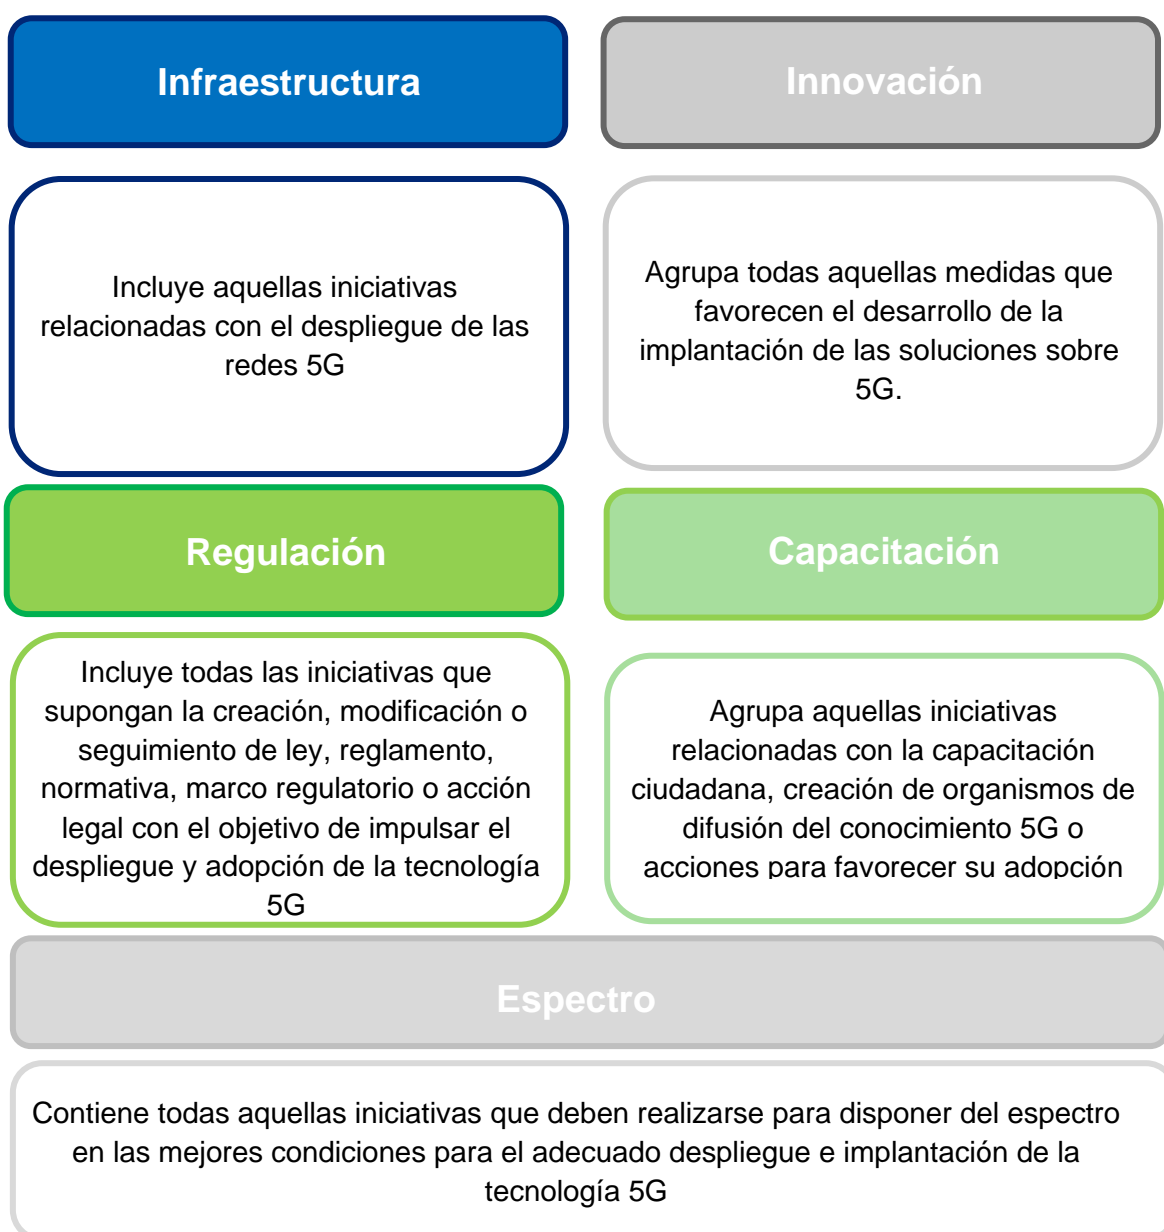 Infraestructura
Innovación
Incluye aquellas iniciativas
relacionadas con el despliegue de las
redes 5G
Agrupa todas aquellas medidas que
favorecen el desarrollo de la
implantación de las soluciones sobre
5G.
Regulación
Capacitación
Incluye todas las iniciativas que
supongan la creación, modificación o
seguimiento de ley, reglamento,
normativa, marco regulatorio o acción
legal con el objetivo de impulsar el
despliegue y adopción de la tecnología
5G
Agrupa aquellas iniciativas
relacionadas con la capacitación
ciudadana, creación de organismos de
difusión del conocimiento 5G o
acciones para favorecer su adopción
Espectro
Contiene todas aquellas iniciativas que deben realizarse para disponer del espectro
en las mejores condiciones para el adecuado despliegue e implantación de la
tecnología 5G